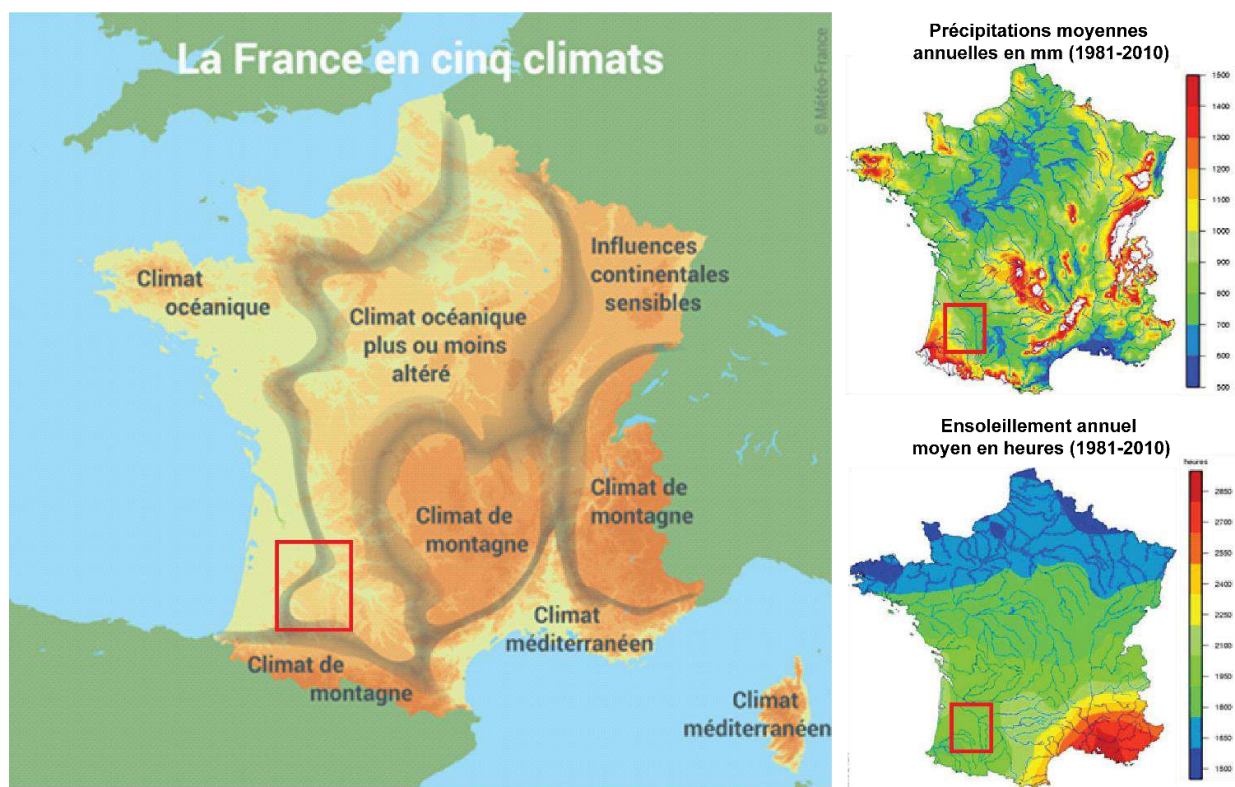 La France en cinq climats
© Météo-France
Climat
océanique
Climat océanique
plus ou moins
altéré
Influences
continentales
sensibles
Climat de
montagne
Climat de
montagne
Climat
méditerranéen
Climat de
montagne
Climat
méditerranéen
Précipitations moyennes
annuelles en mm (1981-2010)
1500
1400
1300
1200
1100
1000
900
800
700
600
500
Ensoleillement annuel
moyen en heures (1981-2010)
heures
2850
2700
2550
2400
2250
2100
1950
1800
1650
1500